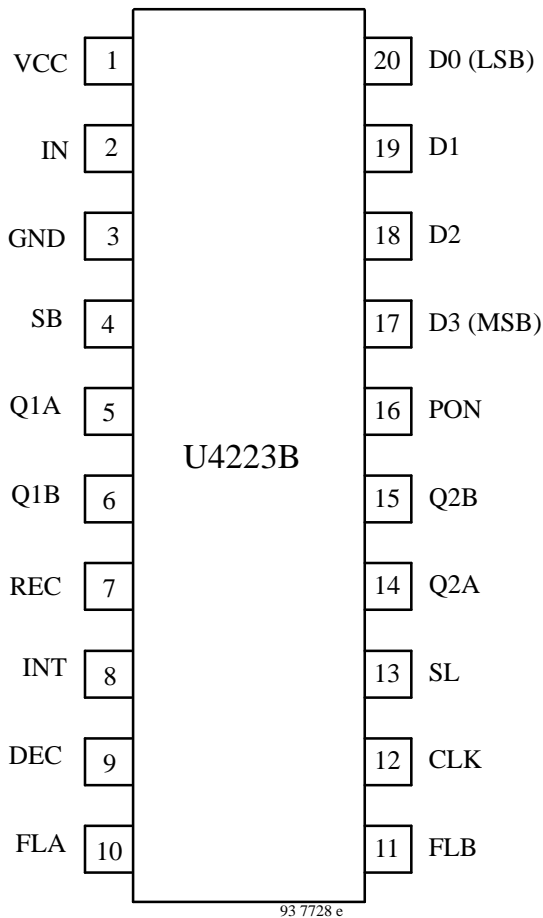 VCC 1 20 D0 (LSB)
IN 2 19 D1
GND 3 18 D2
SB 4 17 D3 (MSB)
Q1A 5 16 PON
U4223B
Q1B 6 15 Q2B
REC 7 14 Q2A
INT 8 13 SL
DEC 9 12 CLK
FLA 10 11 FLB
93 7728 e